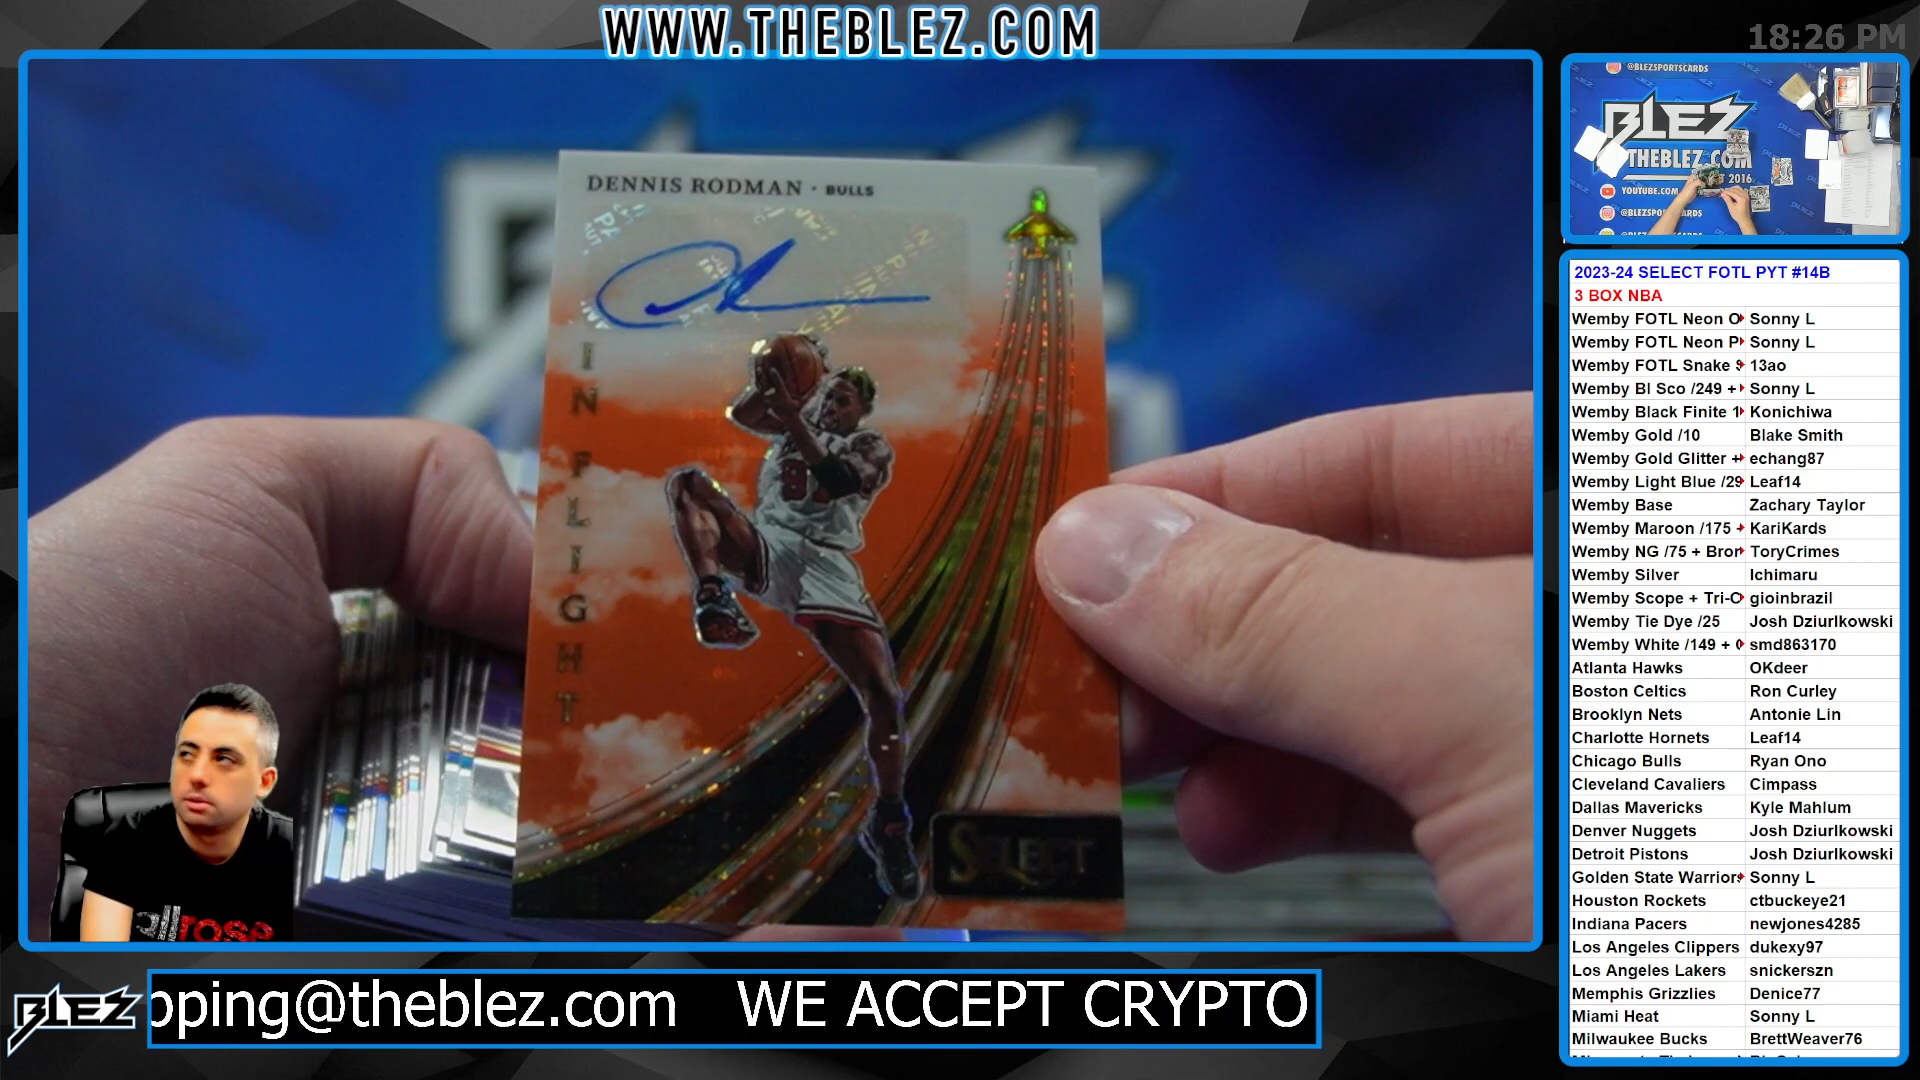 WWW.THEBLEZ.COM
18:26 PM
DENNIS RODMAN · BULLS
IN FLIGHT
SELECT
@BLEZSPORTSCARDS
BLEZ
THEBLEZ.COM
2016
YOUTUBE.COM
@BLEZSPORTSCARDS
2023-24 SELECT FOTL PYT #14B
3 BOX NBA
Wemby FOTL Neon O Sonny L
Wemby FOTL Neon P Sonny L
Wemby FOTL Snake S 13ao
Wemby Bl Sco /249 + Sonny L
Wemby Black Finite 1 Konichiwa
Wemby Gold /10 Blake Smith
Wemby Gold Glitter + echang87
Wemby Light Blue /29 Leaf14
Wemby Base Zachary Taylor
Wemby Maroon /175 + KariKards
Wemby NG /75 + Bron ToryCrimes
Wemby Silver Ichimaru
Wemby Scope + Tri-C gioinbrazil
Wemby Tie Dye /25 Josh Dziurlkowski
Wemby White /149 + smd863170
Atlanta Hawks OKdeer
Boston Celtics Ron Curley
Brooklyn Nets Antonie Lin
Charlotte Hornets Leaf14
Chicago Bulls Ryan Ono
Cleveland Cavaliers Cimpass
Dallas Mavericks Kyle Mahlum
Denver Nuggets Josh Dziurlkowski
Detroit Pistons Josh Dziurlkowski
Golden State Warriors Sonny L
Houston Rockets ctbuckeye21
Indiana Pacers newjones4285
Los Angeles Clippers dukexy97
Los Angeles Lakers snickerszn
Memphis Grizzlies Denice77
Miami Heat Sonny L
Milwaukee Bucks BrettWeaver76
BLEZ
pping@theblez.com WE ACCEPT CRYPTO